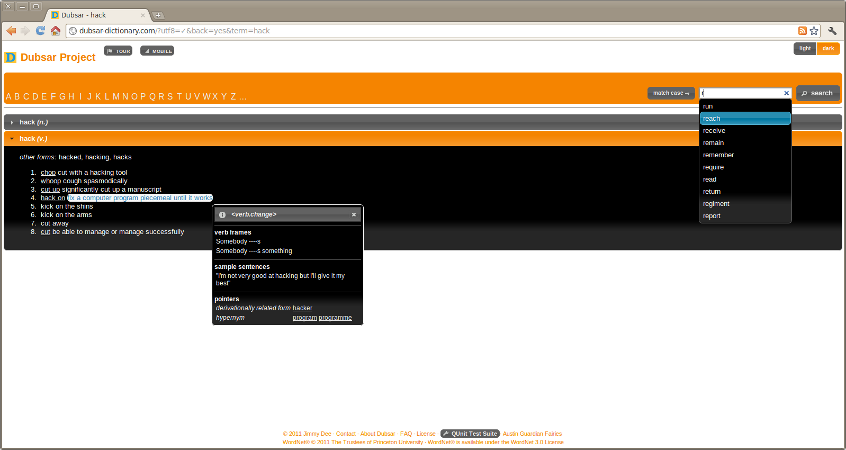 Dubsar - hack
dubsar-dictionary.com/?utf8=✓&back=yes&term=hack
Dubsar Project
TOUR
MOBILE
light
dark
A B C D E F G H I J K L M N O P Q R S T U V W X Y Z ...
match case
r
search
run
reach
receive
remain
remember
require
read
return
regiment
report
hack (n.)
hack (v.)
other forms: hacked, hacking, hacks
1. chop cut with a hacking tool
2. whoop cough spasmodically
3. cut up significantly cut up a manuscript
4. hack on fix a computer program piecemeal until it works
5. kick on the shins
6. kick on the arms
7. cut away
8. cut be able to manage or manage successfully
<verb.change>
verb frames
Somebody ----s
Somebody ----s something
sample sentences
"I'm not very good at hacking but I'll give it my
best"
pointers
derivationally related form hacker
hypernym program programme
© 2011 Jimmy Dee · Contact · About Dubsar · FAQ · License · QUnit Test Suite · Austin Guardian Fairies
WordNet® © 2011 The Trustees of Princeton University · WordNet® is available under the WordNet 3.0 License